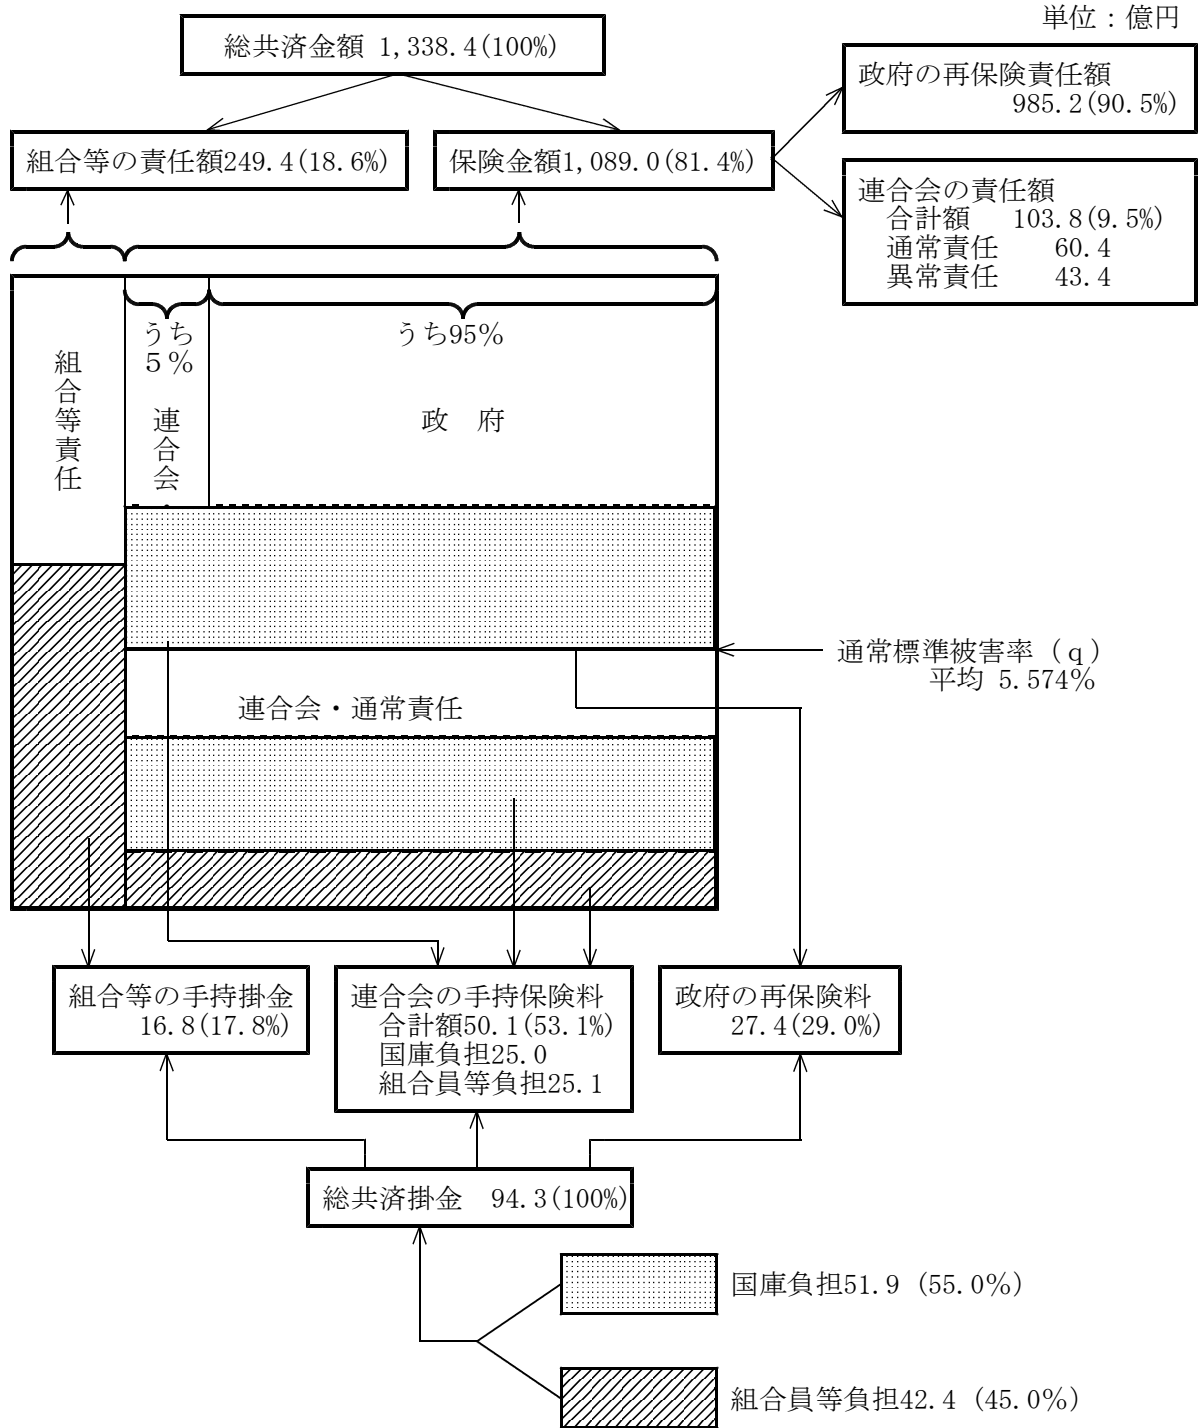 単位：億円
総共済金額 1,338.4(100%)
政府の再保険責任額
985.2(90.5%)
組合等の責任額249.4(18.6%)
保険金額1,089.0(81.4%)
連合会の責任額
合計額 103.8(9.5%)
通常責任 60.4
異常責任 43.4
うち
５％
うち95%
組合等責任
連合会
政 府
通常標準被害率（ｑ）
平均 5.574%
連合会・通常責任
組合等の手持掛金
16.8(17.8%)
連合会の手持保険料
合計額50.1(53.1%)
国庫負担25.0
組合員等負担25.1
政府の再保険料
27.4(29.0%)
総共済掛金 94.3(100%)
国庫負担51.9 (55.0%)
組合員等負担42.4 (45.0%)